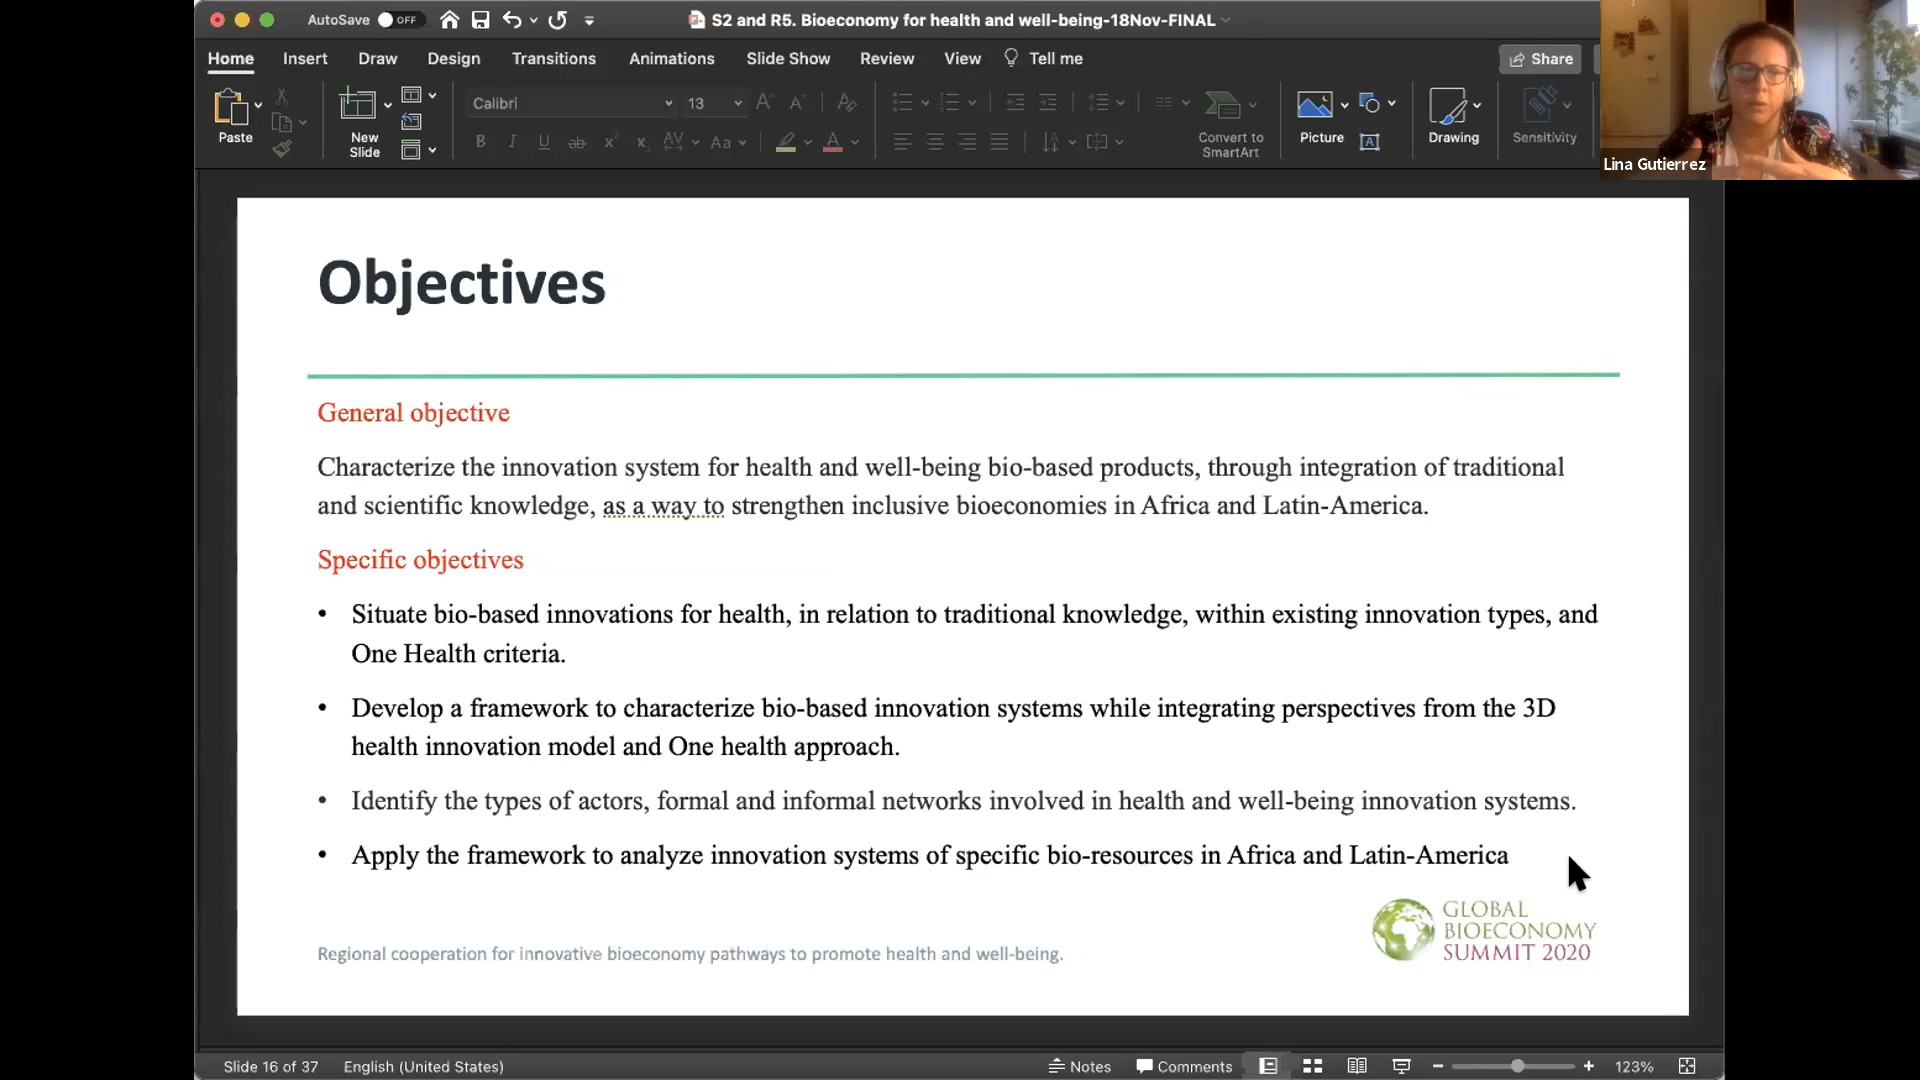 AutoSave OFF
S2 and R5. Bioeconomy for health and well-being-18Nov-FINAL
Home Insert Draw Design Transitions Animations Slide Show Review View Tell me Share
Paste
New
Slide
Calibri 13
Convert to
SmartArt
Picture
Drawing
Sensitivity
Lina Gutierrez
Objectives
General objective
Characterize the innovation system for health and well-being bio-based products, through integration of traditional
and scientific knowledge, as a way to strengthen inclusive bioeconomies in Africa and Latin-America.
Specific objectives
• Situate bio-based innovations for health, in relation to traditional knowledge, within existing innovation types, and
One Health criteria.
• Develop a framework to characterize bio-based innovation systems while integrating perspectives from the 3D
health innovation model and One health approach.
• Identify the types of actors, formal and informal networks involved in health and well-being innovation systems.
• Apply the framework to analyze innovation systems of specific bio-resources in Africa and Latin-America
GLOBAL
BIOECONOMY
SUMMIT 2020
Regional cooperation for innovative bioeconomy pathways to promote health and well-being.
Slide 16 of 37 English (United States) Notes Comments 123%